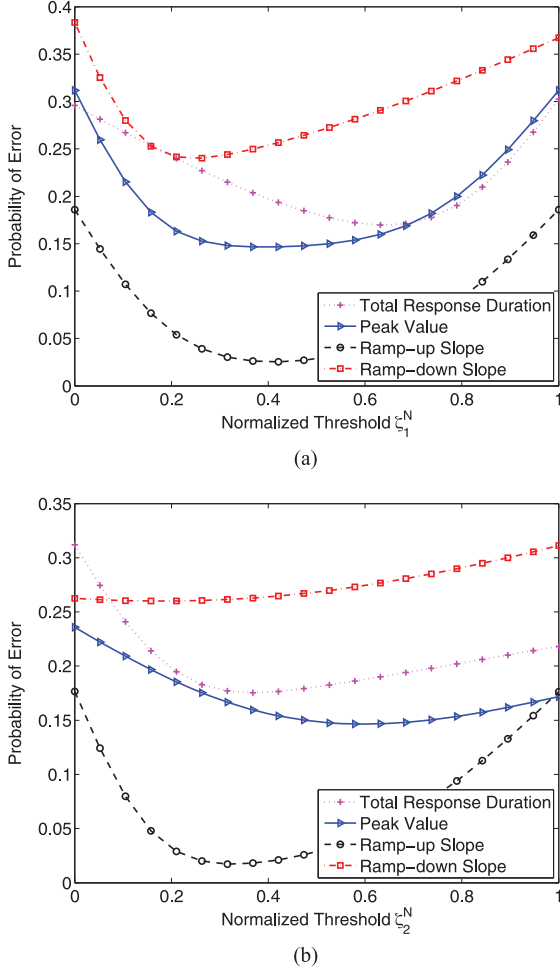 0.4
0.35
0.3
0.25
0.2
0.15
0.1
0.05
0
Probability of Error
0 0.2 0.4 0.6 0.8 1
Normalized Threshold ζ₁ᴺ
Total Response Duration
Peak Value
Ramp-up Slope
Ramp-down Slope
(a)
0.35
0.3
0.25
0.2
0.15
0.1
0.05
0
Probability of Error
0 0.2 0.4 0.6 0.8 1
Normalized Threshold ζ₂ᴺ
Total Response Duration
Peak Value
Ramp-up Slope
Ramp-down Slope
(b)